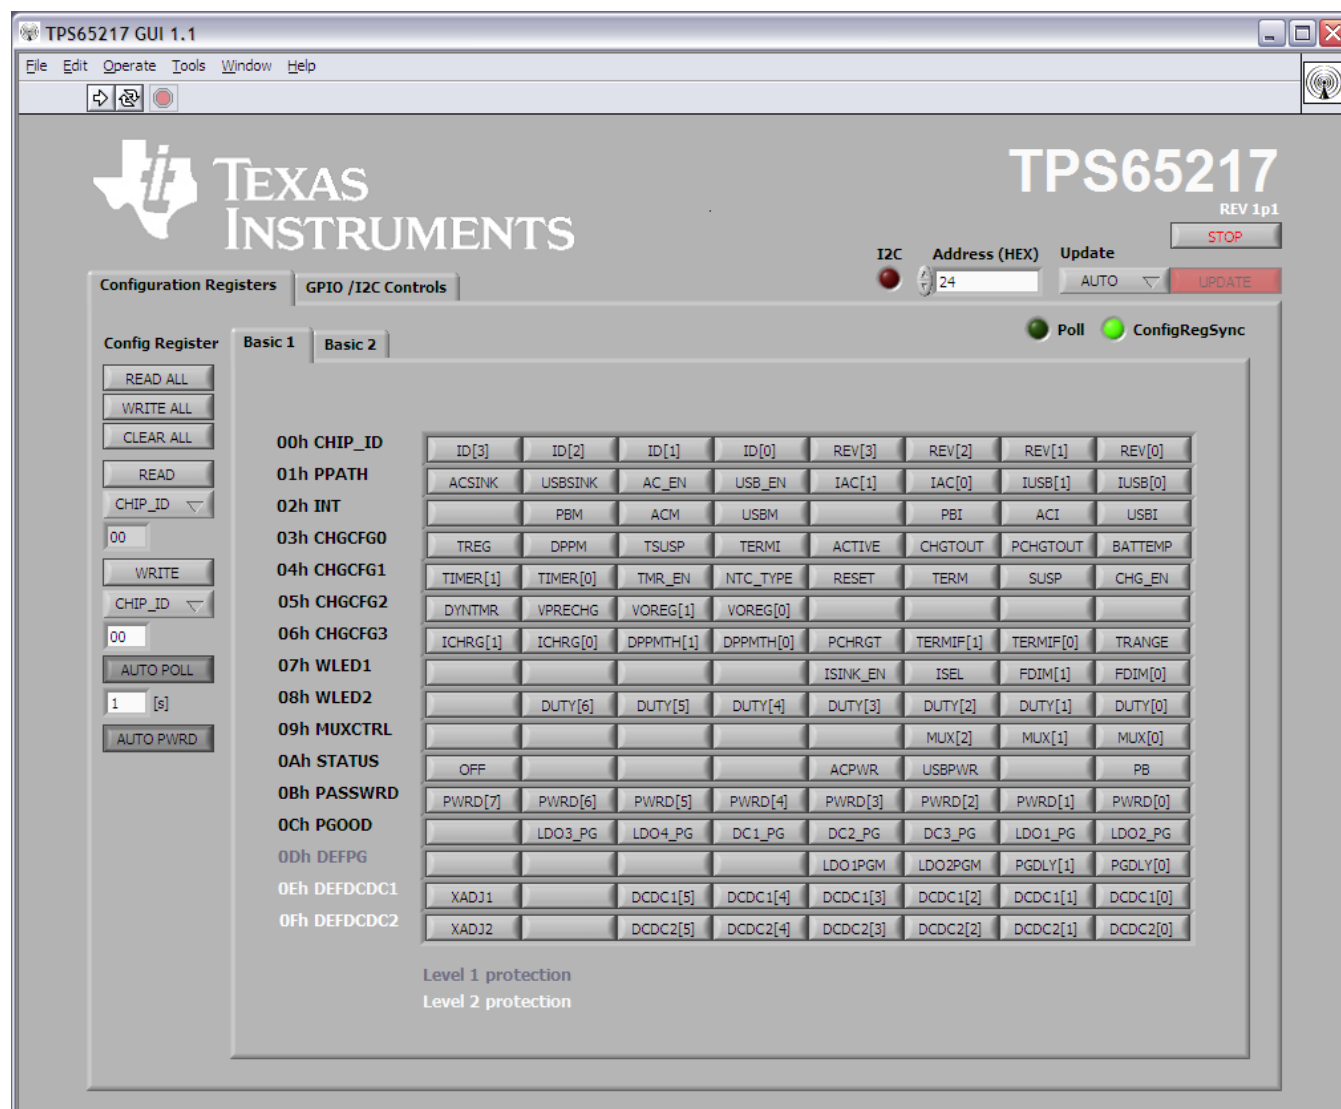 TPS65217 GUI 1.1
File Edit Operate Tools Window Help
TEXAS INSTRUMENTS
TPS65217
REV 1p1
STOP
I2C Address (HEX) Update
24 AUTO UPDATE
Configuration Registers GPIO /I2C Controls
Poll ConfigRegSync
Config Register Basic 1 Basic 2
READ ALL
WRITE ALL
CLEAR ALL
READ
CHIP_ID
00
WRITE
CHIP_ID
00
AUTO POLL
1 [s]
AUTO PWRD
00h CHIP_ID ID[3] ID[2] ID[1] ID[0] REV[3] REV[2] REV[1] REV[0]
01h PPATH ACSINK USBSINK AC_EN USB_EN IAC[1] IAC[0] IUSB[1] IUSB[0]
02h INT PBM ACM USBM PBI ACI USBI
03h CHGCFG0 TREG DPPM TSUSP TERMI ACTIVE CHGTOUT PCHGTOUT BATTEMP
04h CHGCFG1 TIMER[1] TIMER[0] TMR_EN NTC_TYPE RESET TERM SUSP CHG_EN
05h CHGCFG2 DYNTMR VPRECHG VOREG[1] VOREG[0]
06h CHGCFG3 ICHRG[1] ICHRG[0] DPPMTH[1] DPPMTH[0] PCHRGT TERMIF[1] TERMIF[0] TRANGE
07h WLED1 ISINK_EN ISEL FDIM[1] FDIM[0]
08h WLED2 DUTY[6] DUTY[5] DUTY[4] DUTY[3] DUTY[2] DUTY[1] DUTY[0]
09h MUXCTRL MUX[2] MUX[1] MUX[0]
0Ah STATUS OFF ACPWR USBPWR PB
0Bh PASSWRD PWRD[7] PWRD[6] PWRD[5] PWRD[4] PWRD[3] PWRD[2] PWRD[1] PWRD[0]
0Ch PGOOD LDO3_PG LDO4_PG DC1_PG DC2_PG DC3_PG LDO1_PG LDO2_PG
0Dh DEFPG LDO1PGM LDO2PGM PGDLY[1] PGDLY[0]
0Eh DEFDCDC1 XADJ1 DCDC1[5] DCDC1[4] DCDC1[3] DCDC1[2] DCDC1[1] DCDC1[0]
0Fh DEFDCDC2 XADJ2 DCDC2[5] DCDC2[4] DCDC2[3] DCDC2[2] DCDC2[1] DCDC2[0]
Level 1 protection
Level 2 protection